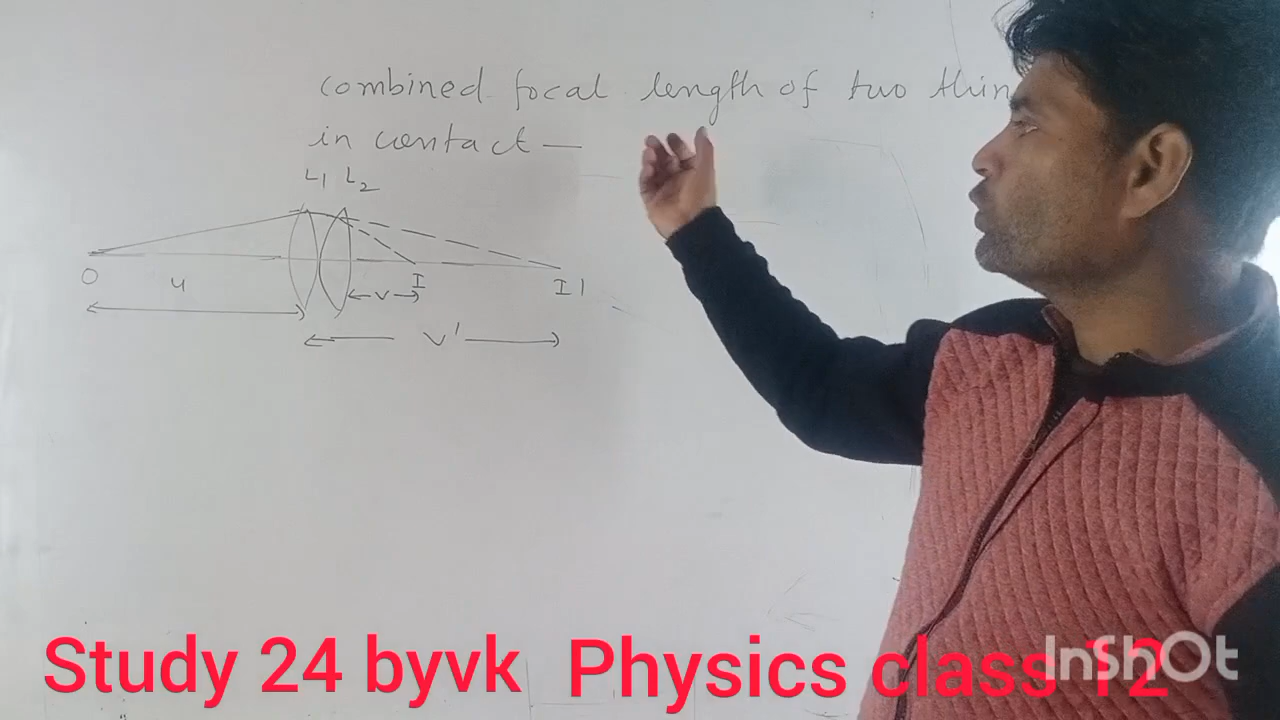 combined focal length of two thin
in contact —
L1 L2
O
u
v
I
I1
v'
Study 24 byvk Physics class 12
InShOt